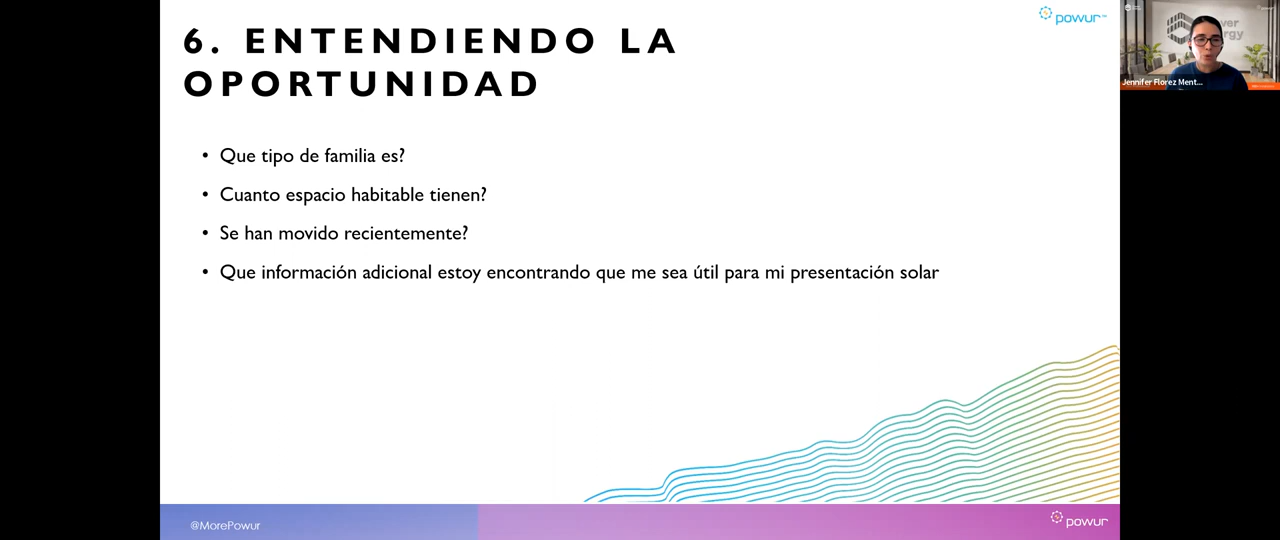 6. ENTENDIENDO LA
OPORTUNIDAD
powur
• Que tipo de familia es?
• Cuanto espacio habitable tienen?
• Se han movido recientemente?
• Que información adicional estoy encontrando que me sea útil para mi presentación solar
@MorePowur
powur
Jennifer Florez Ment...